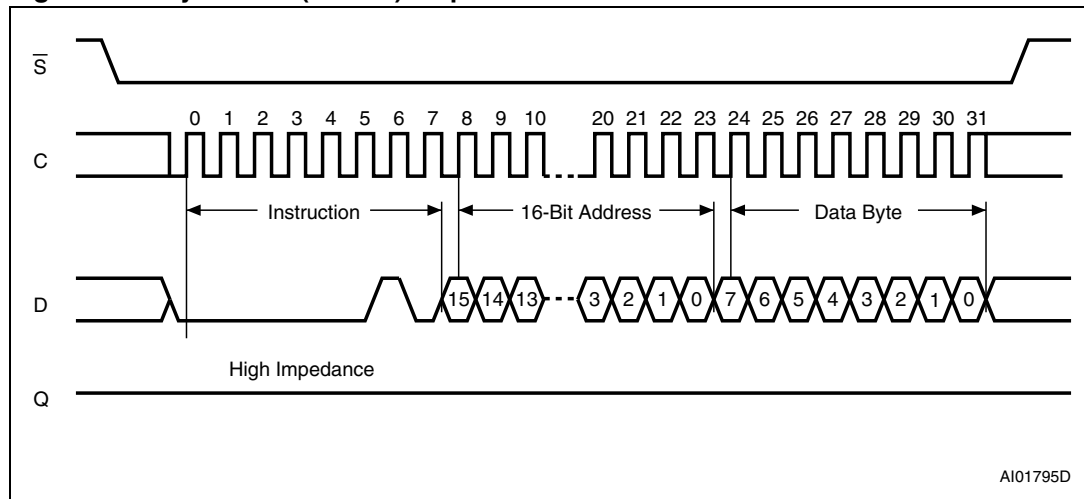 S
0 1 2 3 4 5 6 7 8 9 10 20 21 22 23 24 25 26 27 28 29 30 31
C
Instruction 16-Bit Address Data Byte
D 15 14 13 3 2 1 0 7 6 5 4 3 2 1 0
High Impedance
Q
AI01795D